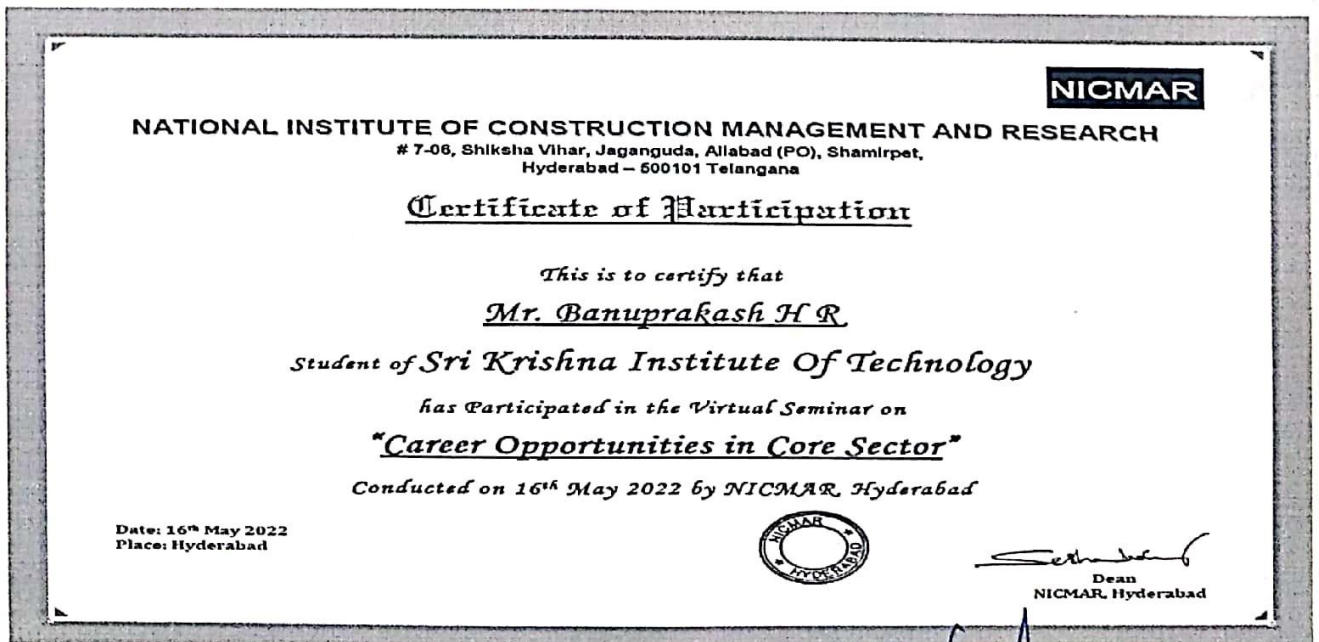 NICMAR
NATIONAL INSTITUTE OF CONSTRUCTION MANAGEMENT AND RESEARCH
# 7-06, Shiksha Vihar, Jaganguda, Aliabad (PO), Shamirpet,
Hyderabad – 500101 Telangana
Certificate of Participation
This is to certify that
Mr. Banuprakash H R
Student of Sri Krishna Institute Of Technology
has Participated in the Virtual Seminar on
"Career Opportunities in Core Sector"
Conducted on 16th May 2022 by NICMAR, Hyderabad
Date: 16th May 2022
Place: Hyderabad
NICMAR
* HYDERABAD *
Dean
NICMAR, Hyderabad